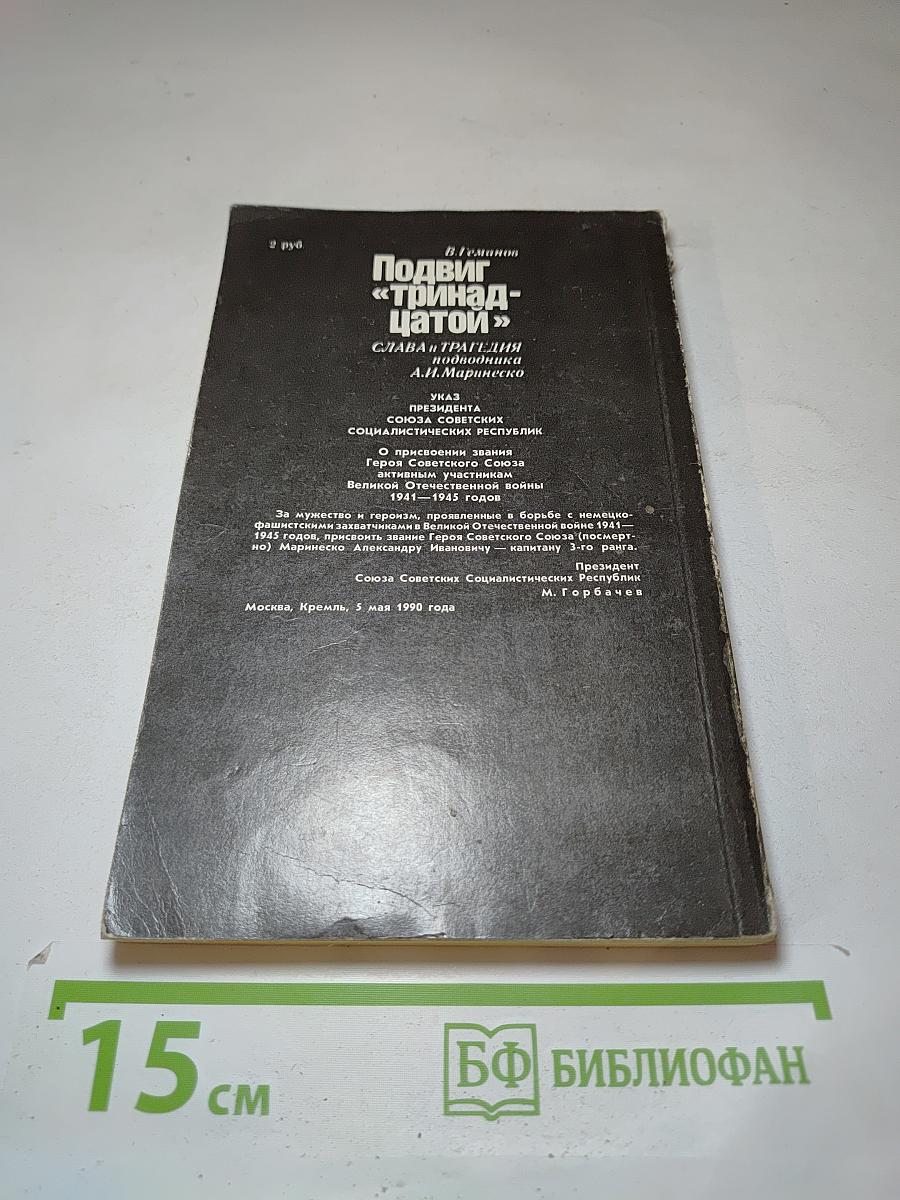 2 руб.
В. Геманов
Подвиг
«тринад-
цатой»
СЛАВА и ТРАГЕДИЯ
подводника
А.И. Маринеско
УКАЗ
ПРЕЗИДЕНТА
СОЮЗА СОВЕТСКИХ
СОЦИАЛИСТИЧЕСКИХ РЕСПУБЛИК
О присвоении звания
Героя Советского Союза
активным участникам
Великой Отечественной войны
1941—1945 годов
За мужество и героизм, проявленные в борьбе с немецко-
фашистскими захватчиками в Великой Отечественной войне 1941—
1945 годов, присвоить звание Героя Советского Союза (посмерт-
но) Маринеско Александру Ивановичу — капитану 3-го ранга.
Президент
Союза Советских Социалистических Республик
М. Горбачев
Москва, Кремль, 5 мая 1990 года
15 см
БФ БИБЛИОФАН